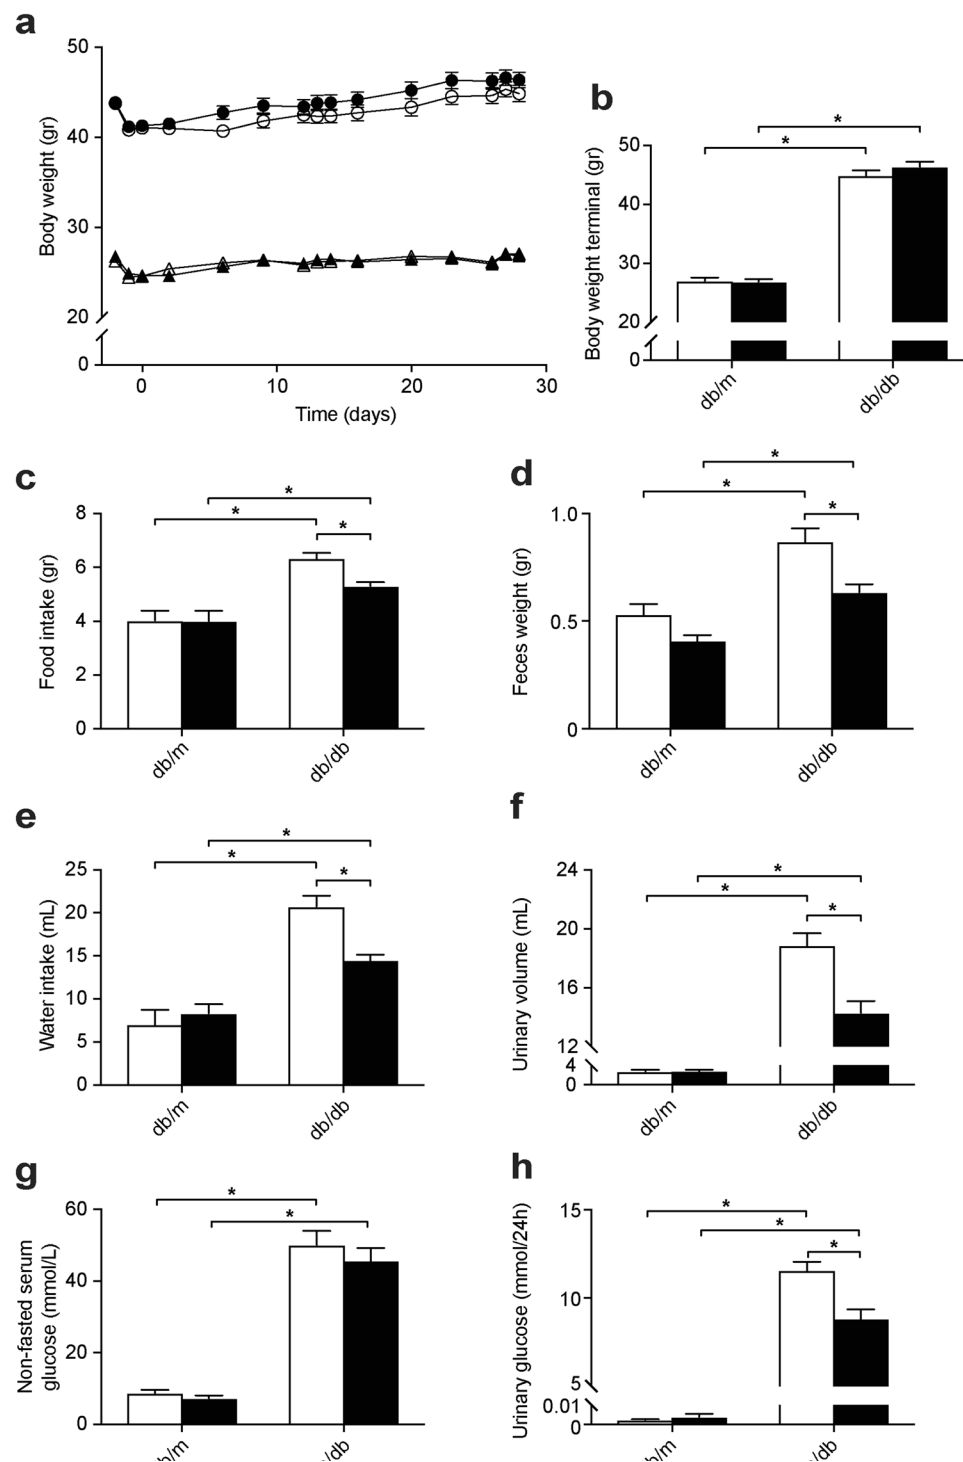 a
50
40
30
20
0
Body weight (gr)
0 10 20 30
Time (days)
b
* *
50
40
30
20
0
Body weight terminal (gr)
db/m db/db
c
* * *
8
6
4
2
0
Food intake (gr)
db/m db/db
d
* * *
1.0
0.5
0
Feces weight (gr)
db/m db/db
e
* * *
25
20
15
10
5
0
Water intake (mL)
db/m db/db
f
* * *
24
20
16
12
4
0
Urinary volume (mL)
db/m db/db
g
* *
60
40
20
0
Non-fasted serum
glucose (mmol/L)
b/m b/db
h
* * *
15
10
5
0.01
0
Urinary glucose (mmol/24h)
b/m b/db